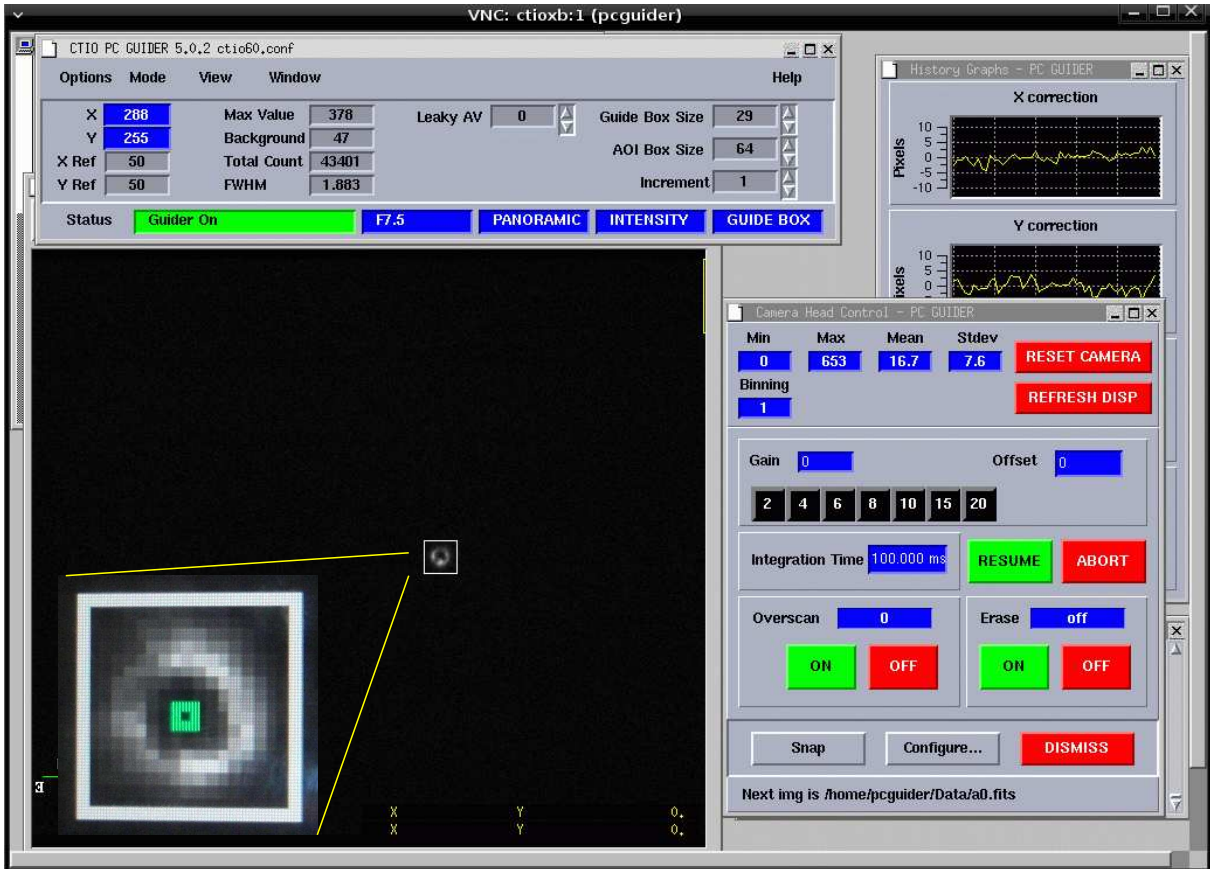 VNC: ctioxb:1 (pcguider)
CTIO PC GUIDER 5.0.2 ctio60.conf
Options Mode View Window Help
X 288 Max Value 378 Leaky AV 0 Guide Box Size 29
Y 255 Background 47 AOI Box Size 64
X Ref 50 Total Count 43401
Y Ref 50 FWHM 1.883 Increment 1
Status Guider On F7.5 PANORAMIC INTENSITY GUIDE BOX
History Graphs - PC GUIDER
X correction
Pixels
10
5
0
-5
-10
Y correction
10
5
0
Camera Head Control - PC GUIDER
Min Max Mean Stdev
0 653 16.7 7.6 RESET CAMERA
Binning
1 REFRESH DISP
Gain 0 Offset 0
2 4 6 8 10 15 20
Integration Time 100.000 ms RESUME ABORT
Overscan 0 Erase off
ON OFF ON OFF
Snap Configure... DISMISS
Next img is /home/pcguider/Data/a0.fits
E
X Y 0.
X Y 0.